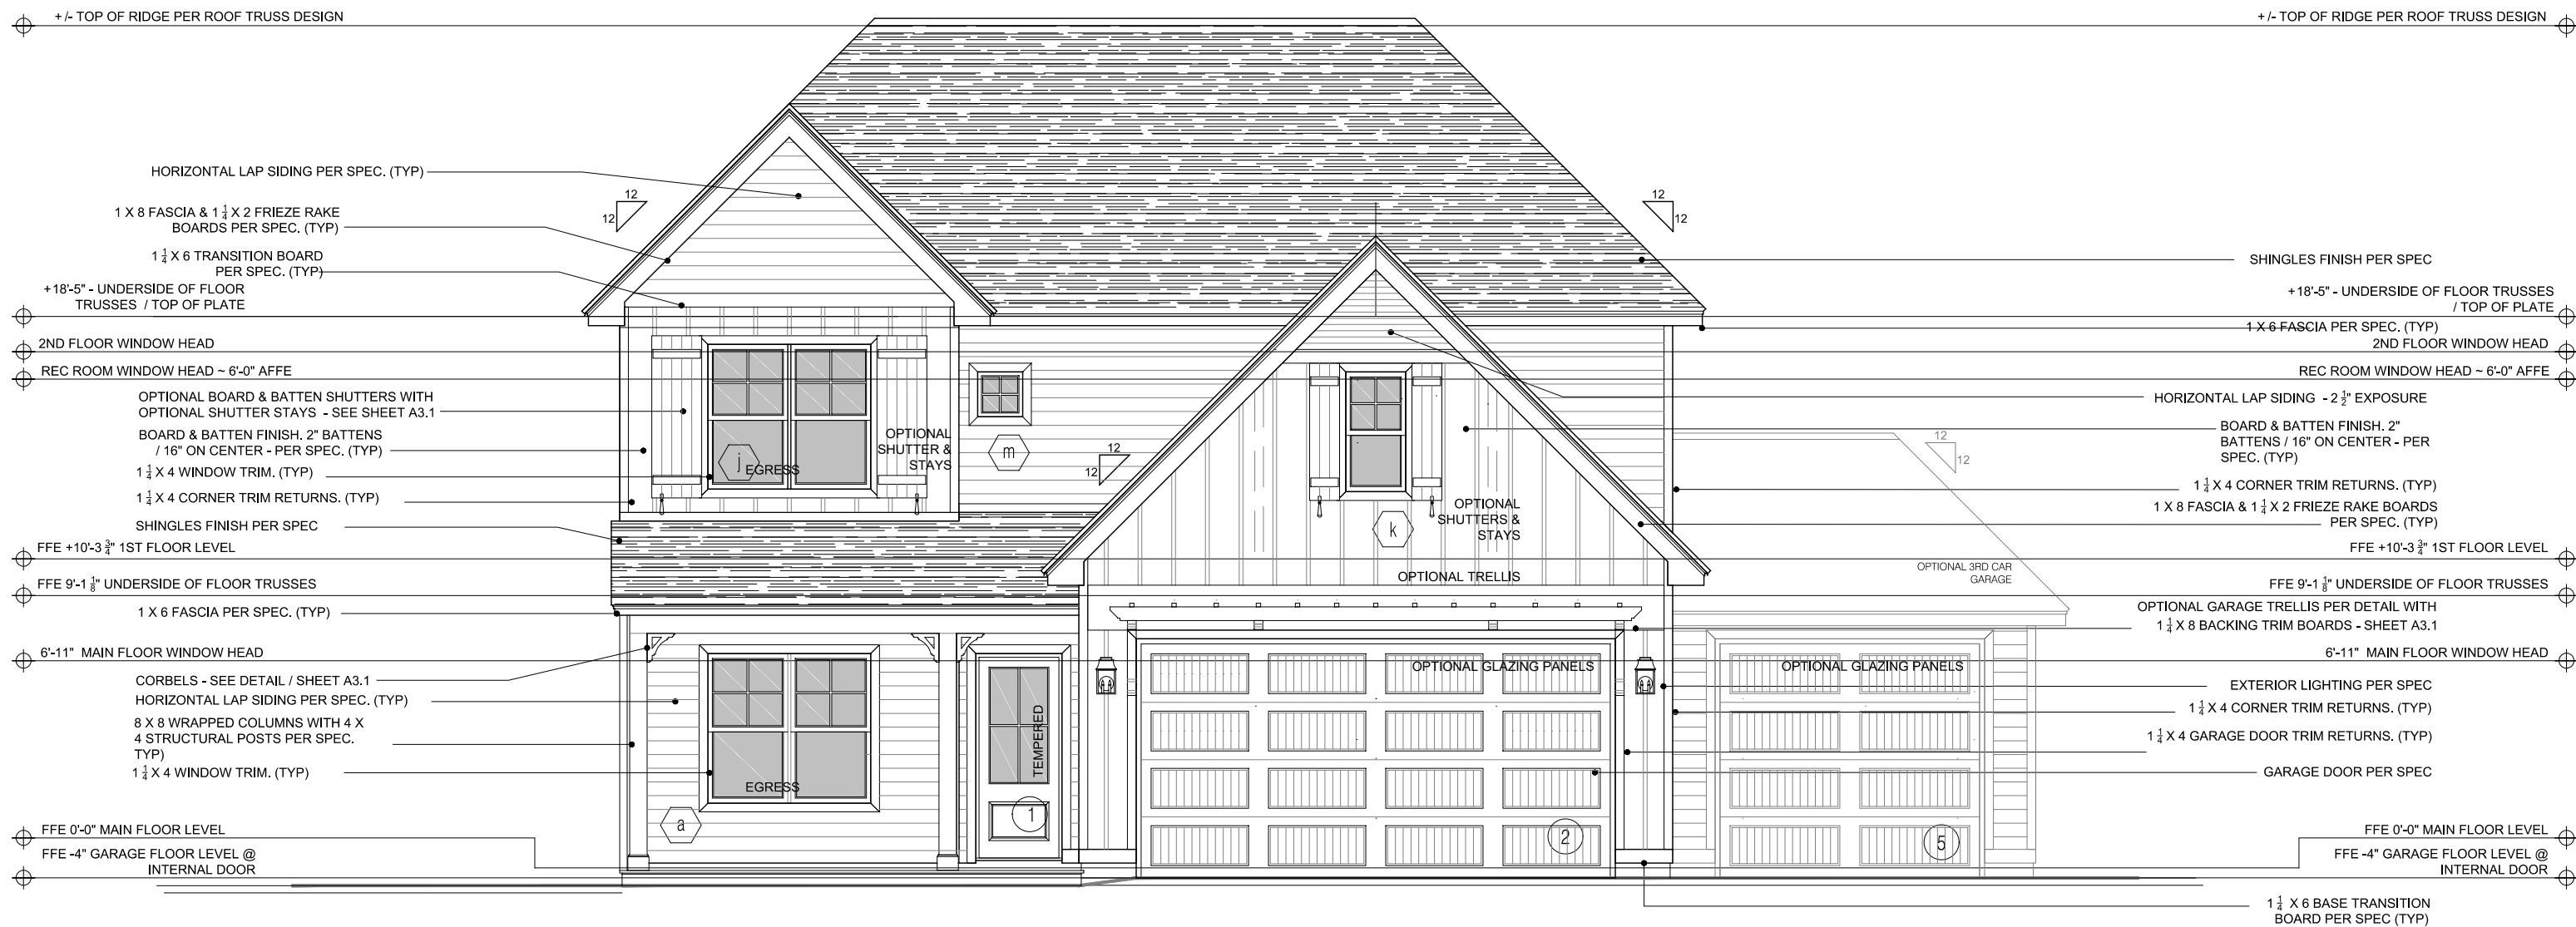 +/- TOP OF RIDGE PER ROOF TRUSS DESIGN
HORIZONTAL LAP SIDING PER SPEC. (TYP)
12
12
1 X 8 FASCIA & 1 1/4 X 2 FRIEZE RAKE
BOARDS PER SPEC. (TYP)
1 1/4 X 6 TRANSITION BOARD
PER SPEC. (TYP)
+18'-5" - UNDERSIDE OF FLOOR
TRUSSES / TOP OF PLATE
2ND FLOOR WINDOW HEAD
REC ROOM WINDOW HEAD ~ 6'-0" AFFE
OPTIONAL BOARD & BATTEN SHUTTERS WITH
OPTIONAL SHUTTER STAYS - SEE SHEET A3.1
BOARD & BATTEN FINISH. 2" BATTENS
/ 16" ON CENTER - PER SPEC. (TYP)
1 1/4 X 4 WINDOW TRIM. (TYP)
1 1/4 X 4 CORNER TRIM RETURNS. (TYP)
SHINGLES FINISH PER SPEC
FFE +10'-3 3/4" 1ST FLOOR LEVEL
FFE 9'-1 1/8" UNDERSIDE OF FLOOR TRUSSES
1 X 6 FASCIA PER SPEC. (TYP)
6'-11" MAIN FLOOR WINDOW HEAD
CORBELS - SEE DETAIL / SHEET A3.1
HORIZONTAL LAP SIDING PER SPEC. (TYP)
8 X 8 WRAPPED COLUMNS WITH 4 X
4 STRUCTURAL POSTS PER SPEC.
TYP)
1 1/4 X 4 WINDOW TRIM. (TYP)
FFE 0'-0" MAIN FLOOR LEVEL
FFE -4" GARAGE FLOOR LEVEL @
INTERNAL DOOR
j
EGRESS
OPTIONAL
SHUTTER &
STAYS
m
12
12
k
OPTIONAL
SHUTTERS &
STAYS
OPTIONAL TRELLIS
a
EGRESS
TEMPERED
1
OPTIONAL GLAZING PANELS
2
OPTIONAL GLAZING PANELS
5
12
12
OPTIONAL 3RD CAR
GARAGE
+/- TOP OF RIDGE PER ROOF TRUSS DESIGN
12
12
SHINGLES FINISH PER SPEC
+18'-5" - UNDERSIDE OF FLOOR TRUSSES
/ TOP OF PLATE
1 X 6 FASCIA PER SPEC. (TYP)
2ND FLOOR WINDOW HEAD
REC ROOM WINDOW HEAD ~ 6'-0" AFFE
HORIZONTAL LAP SIDING - 2 1/2" EXPOSURE
BOARD & BATTEN FINISH. 2"
BATTENS / 16" ON CENTER - PER
SPEC. (TYP)
1 1/4 X 4 CORNER TRIM RETURNS. (TYP)
1 X 8 FASCIA & 1 1/4 X 2 FRIEZE RAKE BOARDS
PER SPEC. (TYP)
FFE +10'-3 3/4" 1ST FLOOR LEVEL
FFE 9'-1 1/8" UNDERSIDE OF FLOOR TRUSSES
OPTIONAL GARAGE TRELLIS PER DETAIL WITH
1 1/4 X 8 BACKING TRIM BOARDS - SHEET A3.1
6'-11" MAIN FLOOR WINDOW HEAD
EXTERIOR LIGHTING PER SPEC
1 1/4 X 4 CORNER TRIM RETURNS. (TYP)
1 1/4 X 4 GARAGE DOOR TRIM RETURNS. (TYP)
GARAGE DOOR PER SPEC
FFE 0'-0" MAIN FLOOR LEVEL
FFE -4" GARAGE FLOOR LEVEL @
INTERNAL DOOR
1 1/4 X 6 BASE TRANSITION
BOARD PER SPEC (TYP)